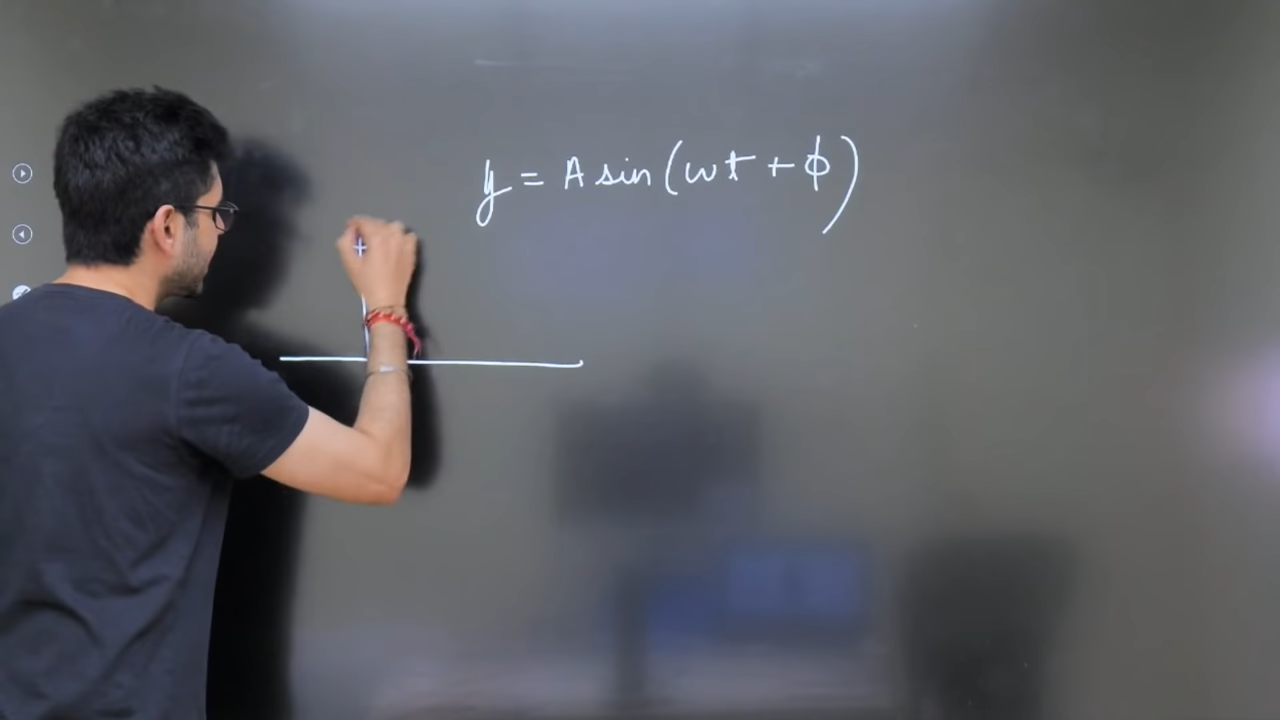 y = A sin (ωt + φ)